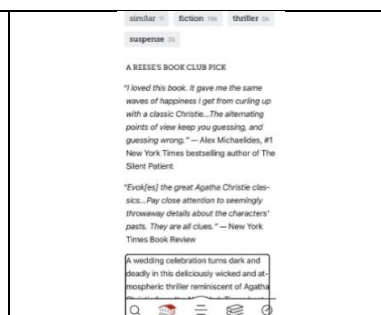 similar
fiction 19k thriller 5k
suspense 2k
A REESE'S BOOK CLUB PICK
"I loved this book. It gave me the same
waves of happiness I get from curling up
with a classic Christie...The alternating
points of view keep you guessing, and
guessing wrong." — Alex Michaelides, #1
New York Times bestselling author of The
Silent Patient
"Evok[es] the great Agatha Christie clas-
sics...Pay close attention to seemingly
throwaway details about the characters'
pasts. They are all clues." — New York
Times Book Review
A wedding celebration turns dark and
deadly in this deliciously wicked and at-
mospheric thriller reminiscent of Agatha